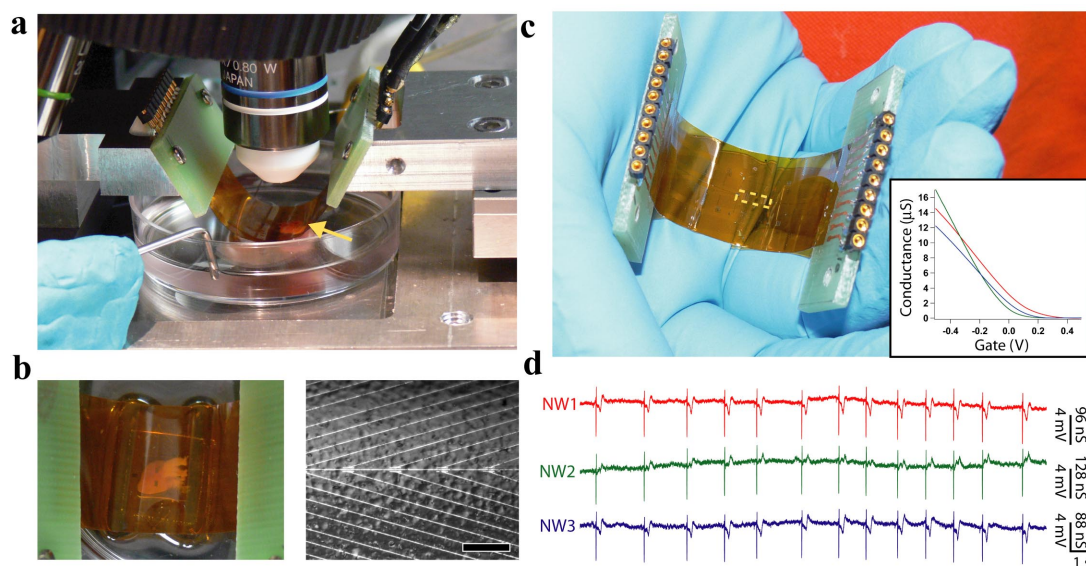 a
/0.80 W
JAPAN
b
c
Conductance (µS)
16
14
12
10
8
6
4
2
0
-0.4
-0.2
0.0
0.2
0.4
Gate (V)
d
NW1
4 mV
96 nS
NW2
4 mV
128 nS
NW3
4 mV
88 nS